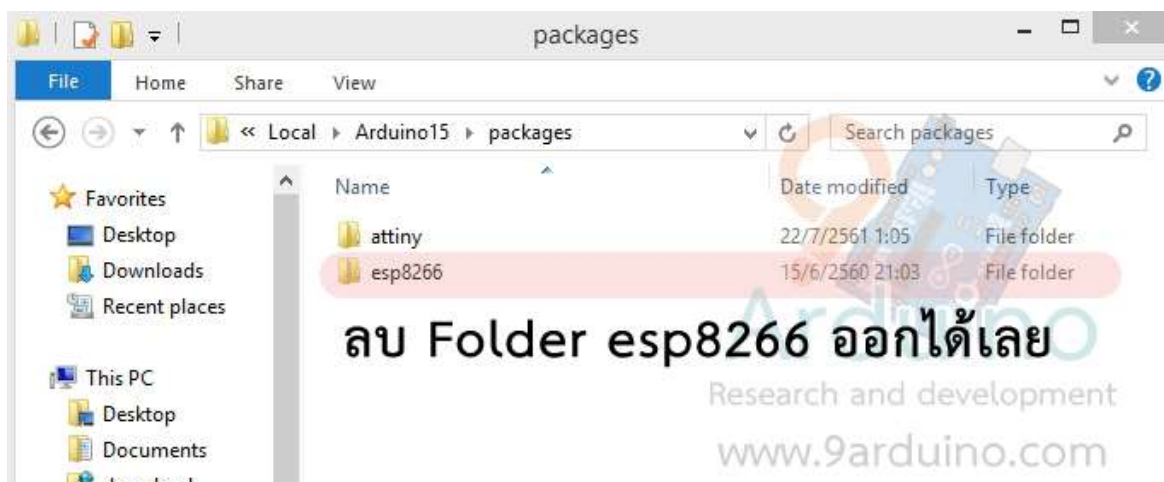 packages
File Home Share View
« Local Arduino15 packages Search packages
Favorites
Desktop
Downloads
Recent places
This PC
Desktop
Documents
Name Date modified Type
attiny 22/7/2561 1:05 File folder
esp8266 15/6/2560 21:03 File folder
ลบ Folder esp8266 ออกได้เลย
Arduino
Research and development
www.9arduino.com